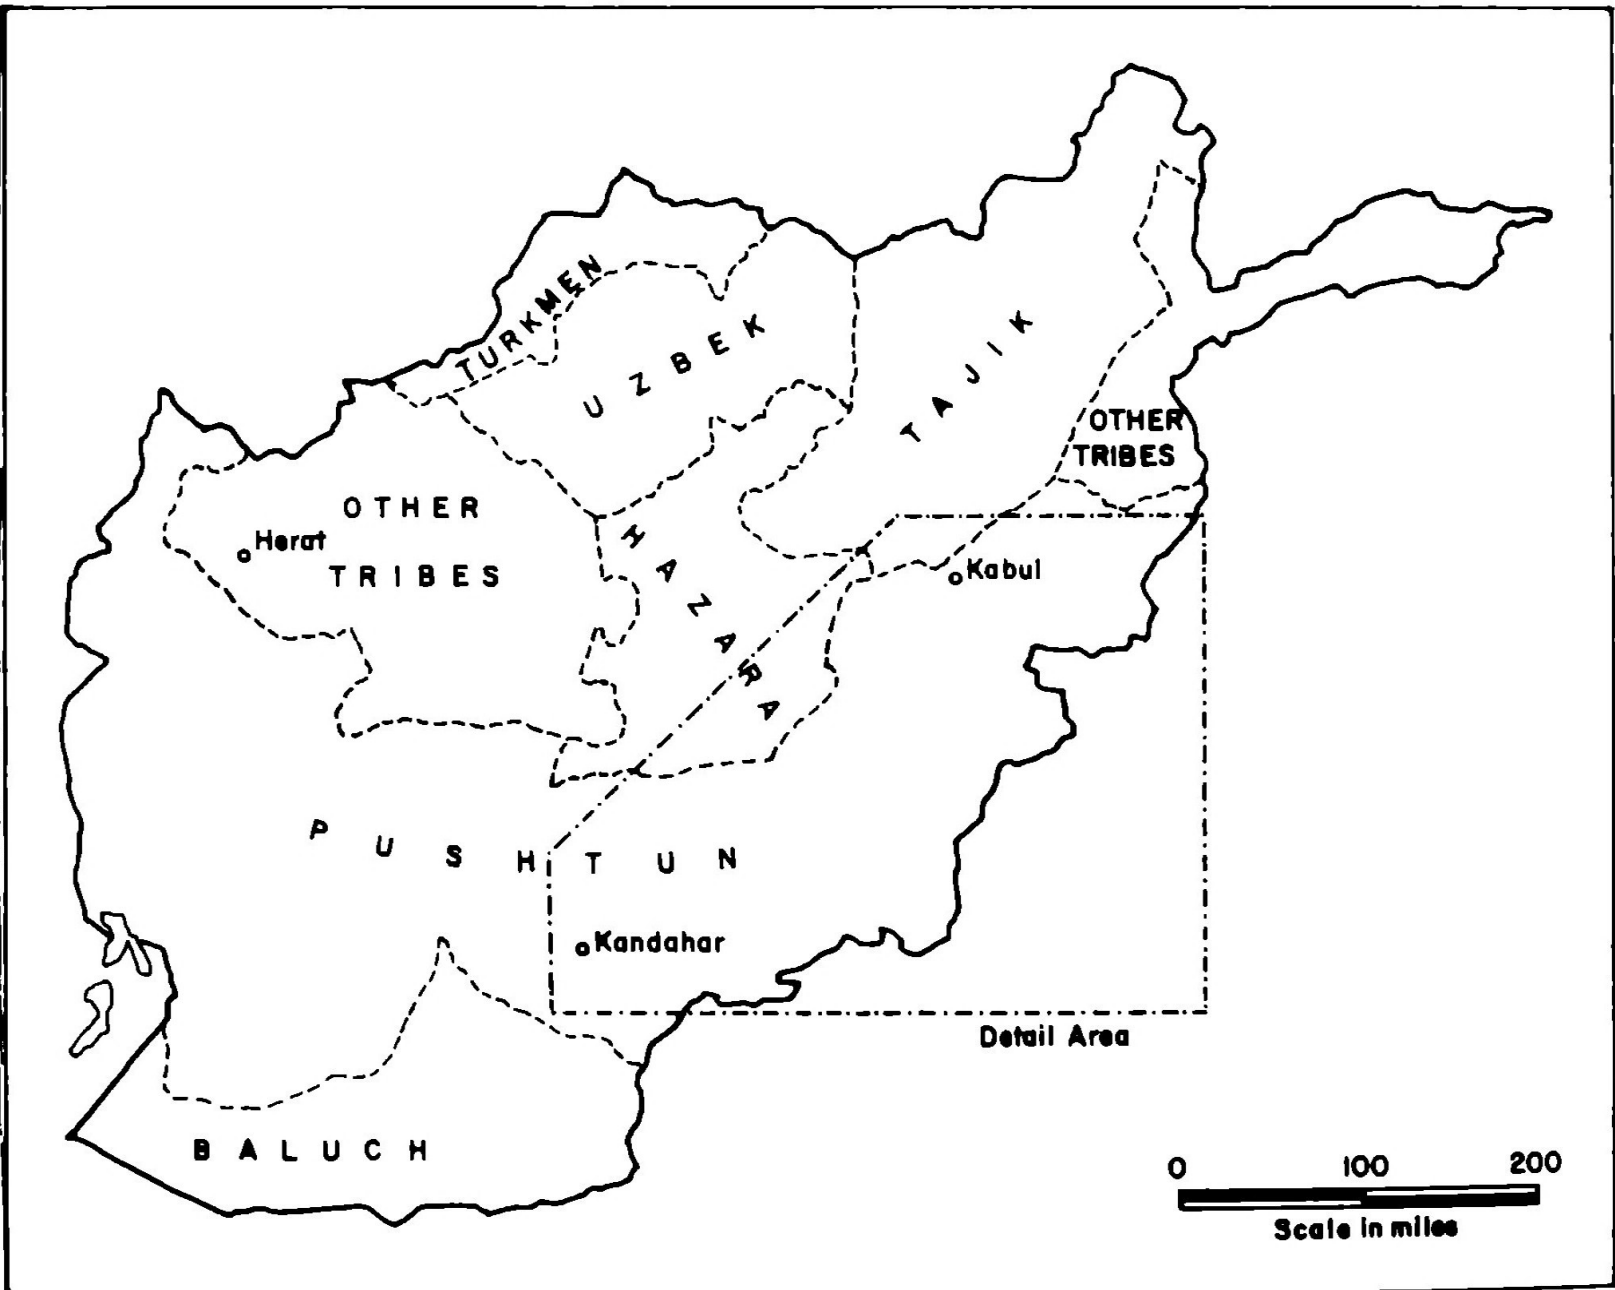 TURKMEN
UZBEK
TAJIK
OTHER
TRIBES
OTHER
TRIBES
Herat
HAZARA
Kabul
PUSHTUN
Kandahar
Detail Area
BALUCH
0 100 200
Scale in miles